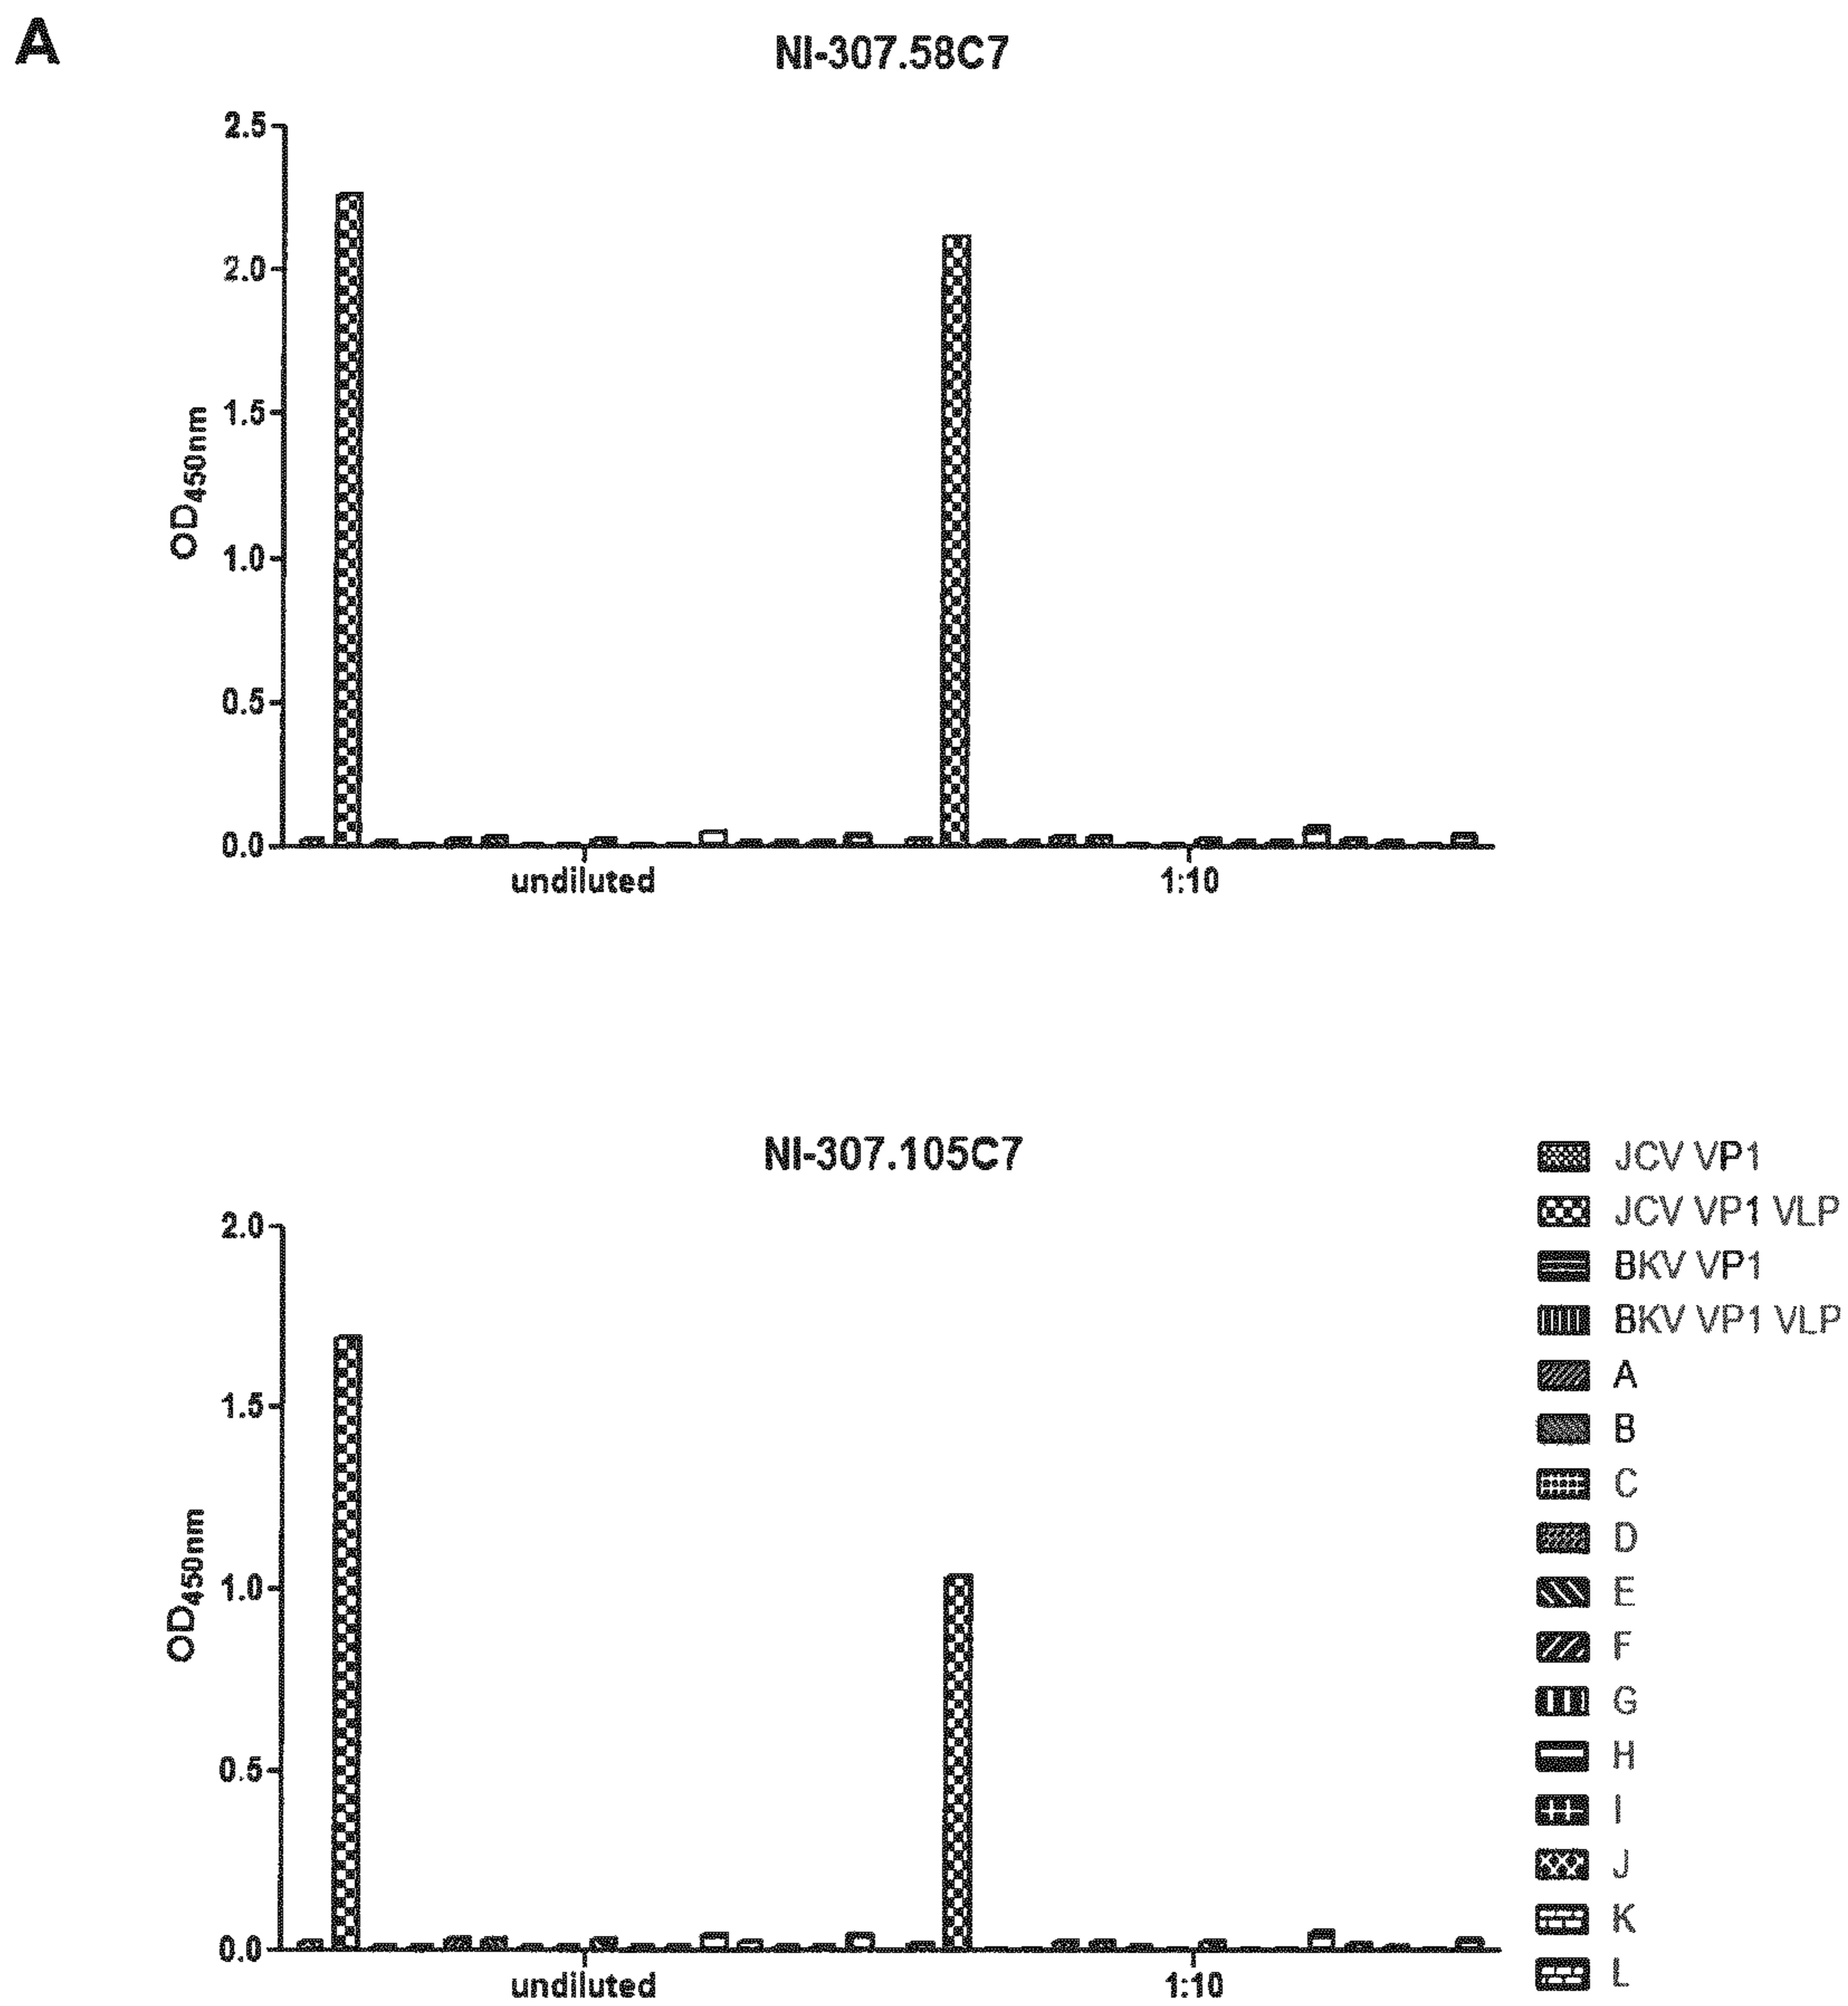 A
NI-307.58C7
2.5
2.0
1.5
1.0
0.5
0.0
OD450nm
undiluted
1:10
NI-307.105C7
2.0
1.5
1.0
0.5
0.0
OD450nm
undiluted
1:10
JCV VP1
JCV VP1 VLP
BKV VP1
BKV VP1 VLP
A
B
C
D
E
F
G
H
I
J
K
L